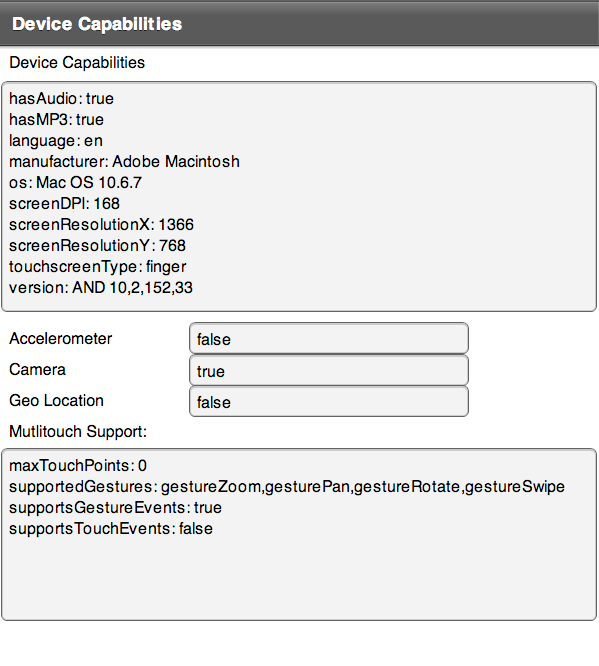 Device Capabilities
Device Capabilities
hasAudio: true
hasMP3: true
language: en
manufacturer: Adobe Macintosh
os: Mac OS 10.6.7
screenDPI: 168
screenResolutionX: 1366
screenResolutionY: 768
touchscreenType: finger
version: AND 10,2,152,33
Accelerometer false
Camera true
Geo Location false
Mutlitouch Support:
maxTouchPoints: 0
supportedGestures: gestureZoom,gesturePan,gestureRotate,gestureSwipe
supportsGestureEvents: true
supportsTouchEvents: false